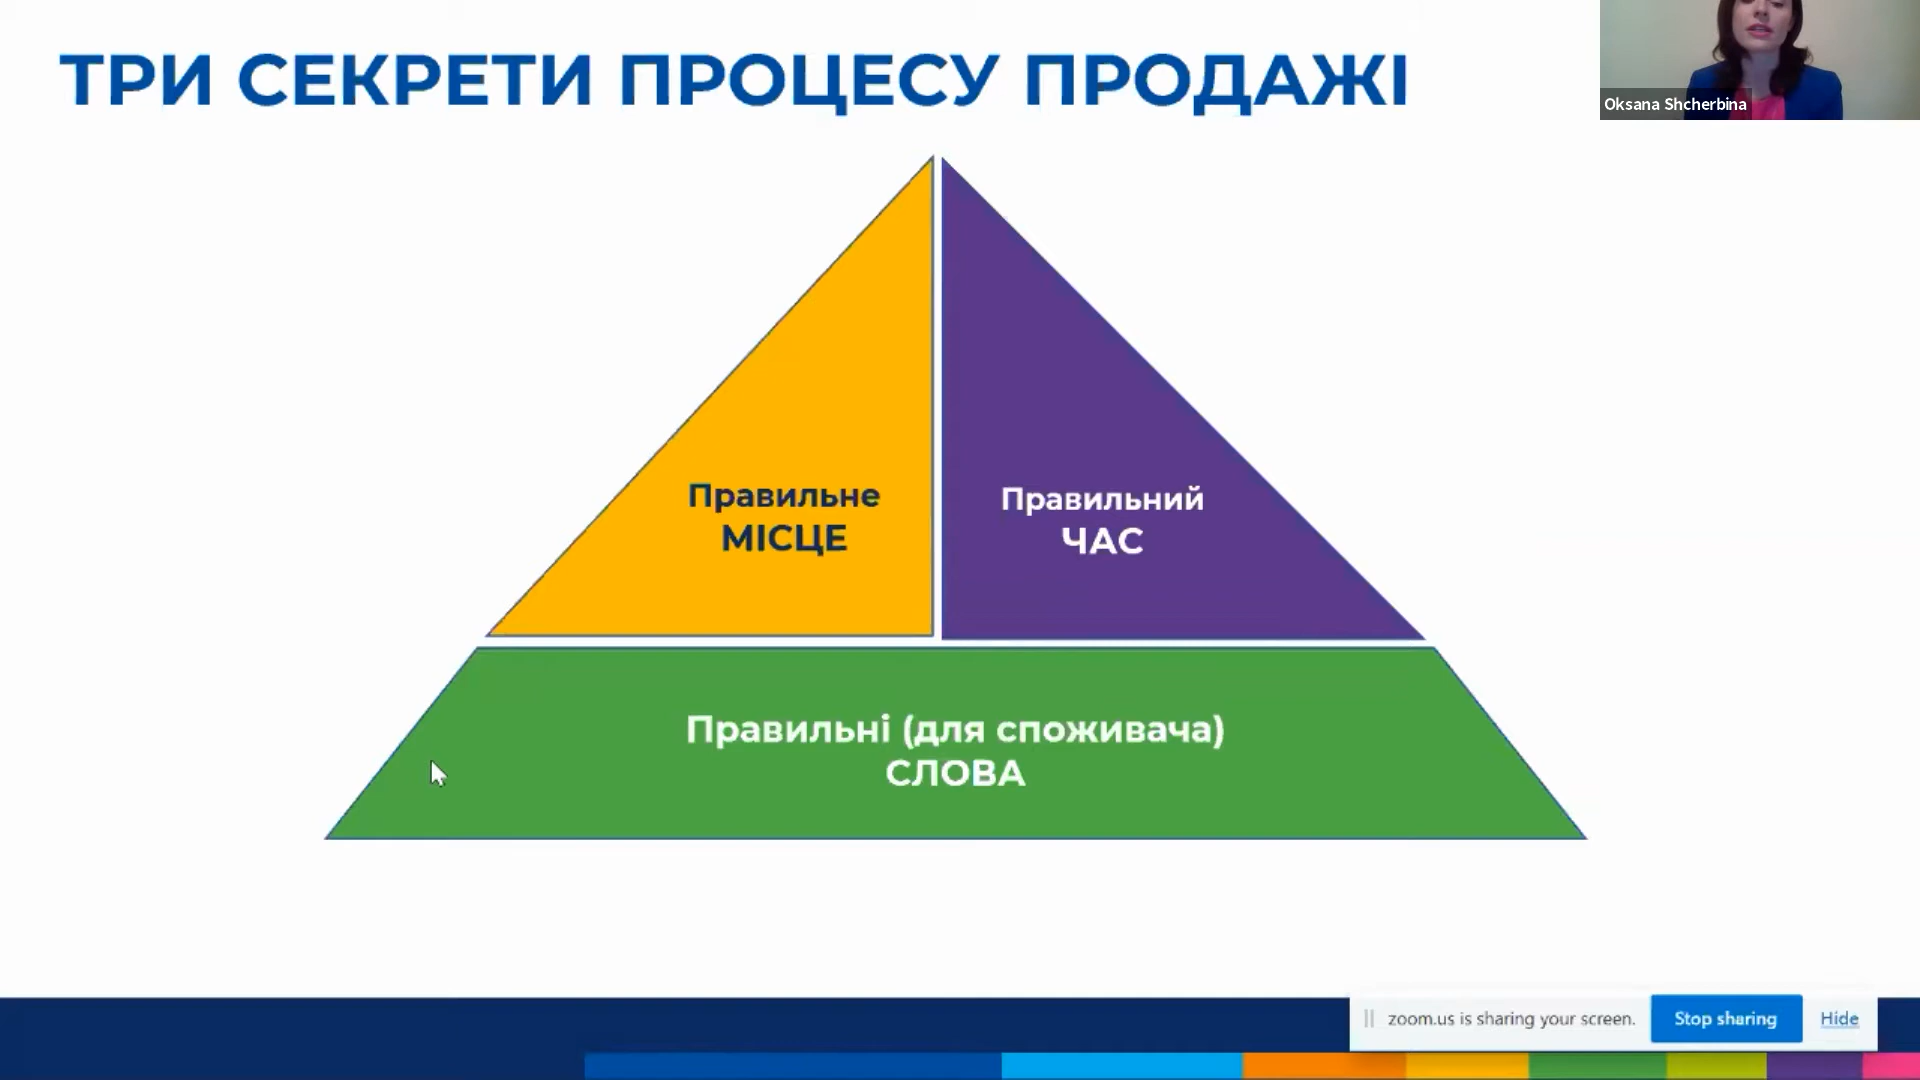 ТРИ СЕКРЕТИ ПРОЦЕСУ ПРОДАЖІ
Oksana Shcherbina
Правильне
МІСЦЕ
Правильний
ЧАС
Правильні (для споживача)
СЛОВА
zoom.us is sharing your screen.
Stop sharing
Hide